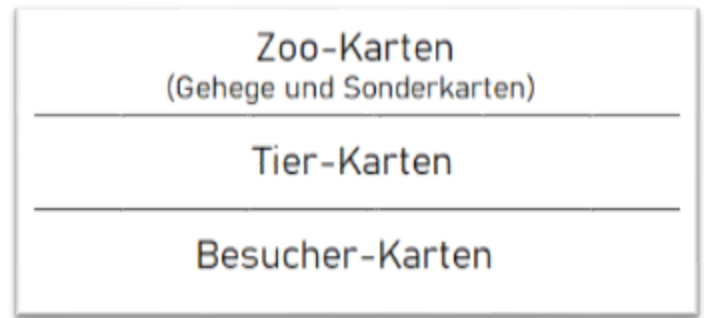 Zoo-Karten
(Gehege und Sonderkarten)
Tier-Karten
Besucher-Karten